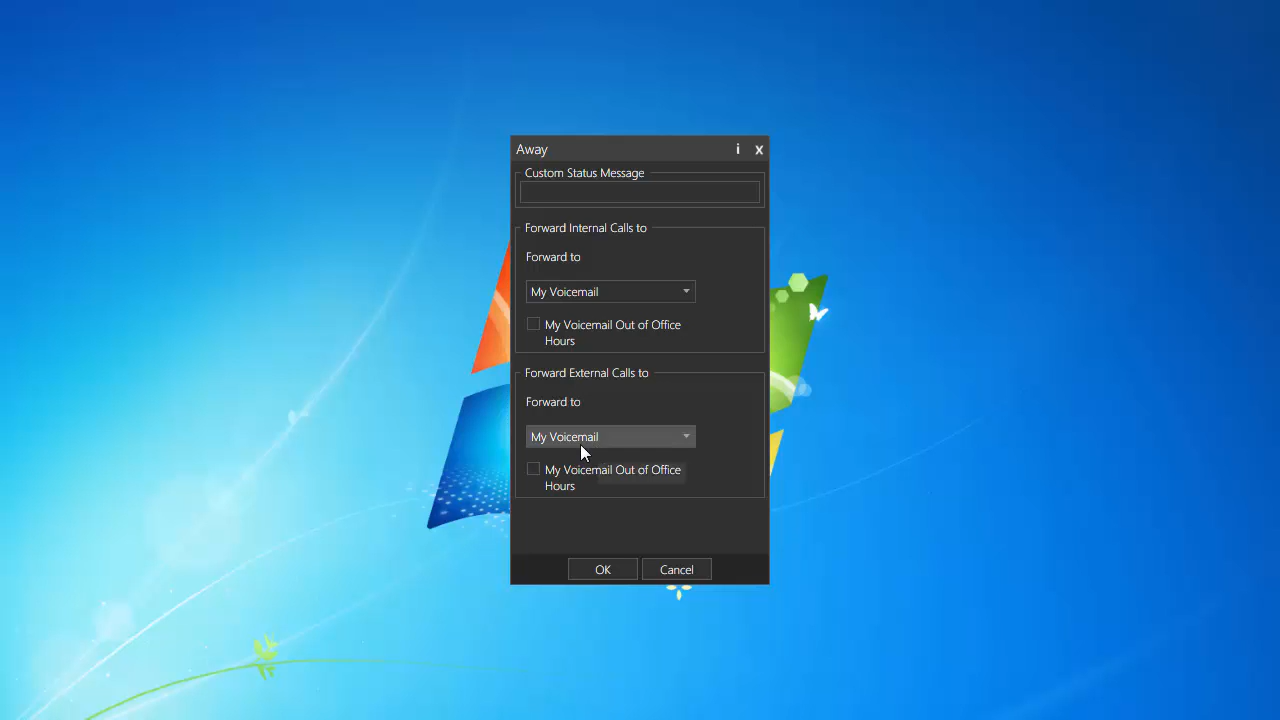 Away i x
Custom Status Message
Forward Internal Calls to
Forward to
My Voicemail
My Voicemail Out of Office
Hours
Forward External Calls to
Forward to
My Voicemail
My Voicemail Out of Office
Hours
OK Cancel